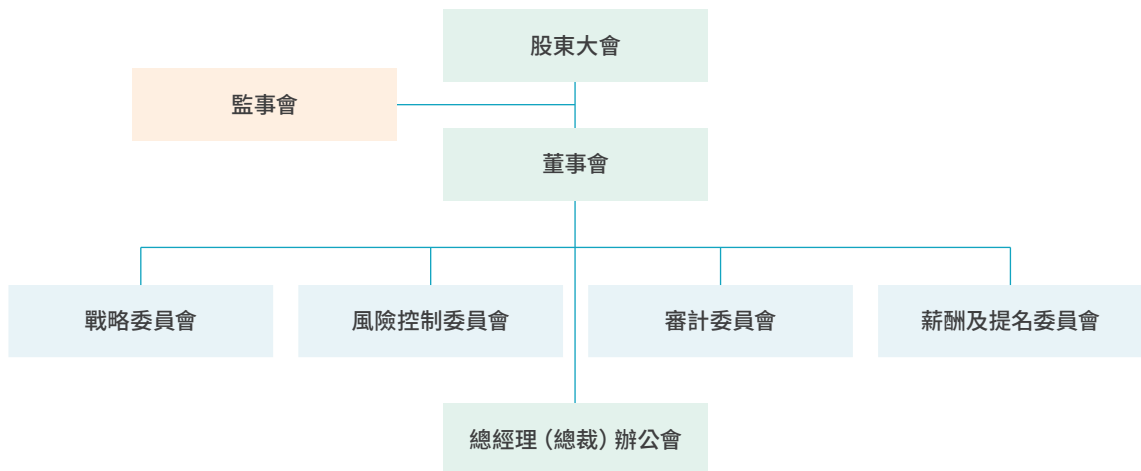 股東大會
監事會
董事會
戰略委員會
風險控制委員會
審計委員會
薪酬及提名委員會
總經理（總裁）辦公會